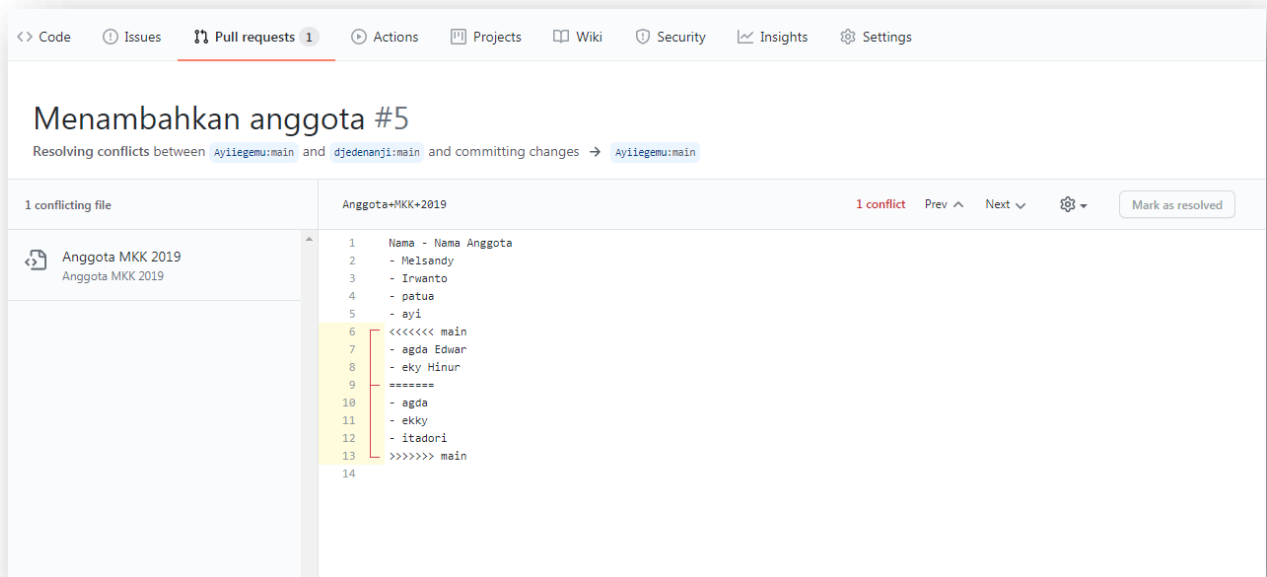 <> Code Issues Pull requests 1 Actions Projects Wiki Security Insights Settings
Menambahkan anggota #5
Resolving conflicts between Ayiiegemu:main and djedenanji:main and committing changes → Ayiiegemu:main
1 conflicting file
Anggota MKK 2019
Anggota MKK 2019
Anggota+MKK+2019 1 conflict Prev Next Mark as resolved
1 Nama - Nama Anggota
2 - Melsandy
3 - Irwanto
4 - patua
5 - ayi
6 <<<<<<< main
7 - agda Edwar
8 - eky Hinur
9 =======
10 - agda
11 - ekky
12 - itadori
13 >>>>>>> main
14